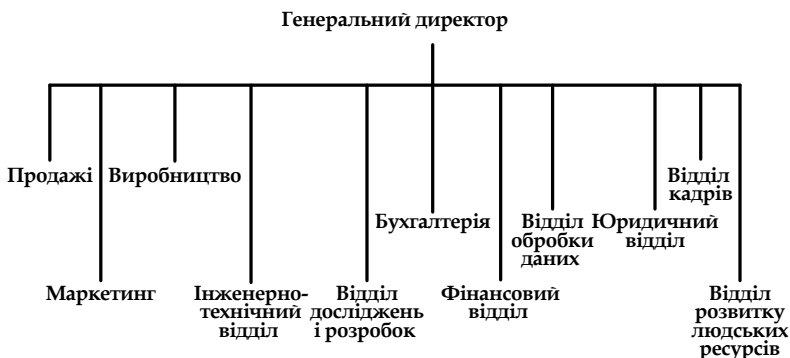 Генеральний директор
Продажі
Виробництво
Відділ
кадрів
Бухгалтерія
Відділ
обробки
даних
Юридичний
відділ
Маркетинг
Інженерно-
технічний
відділ
Відділ
досліджень
і розробок
Фінансовий
відділ
Відділ
розвитку
людських
ресурсів